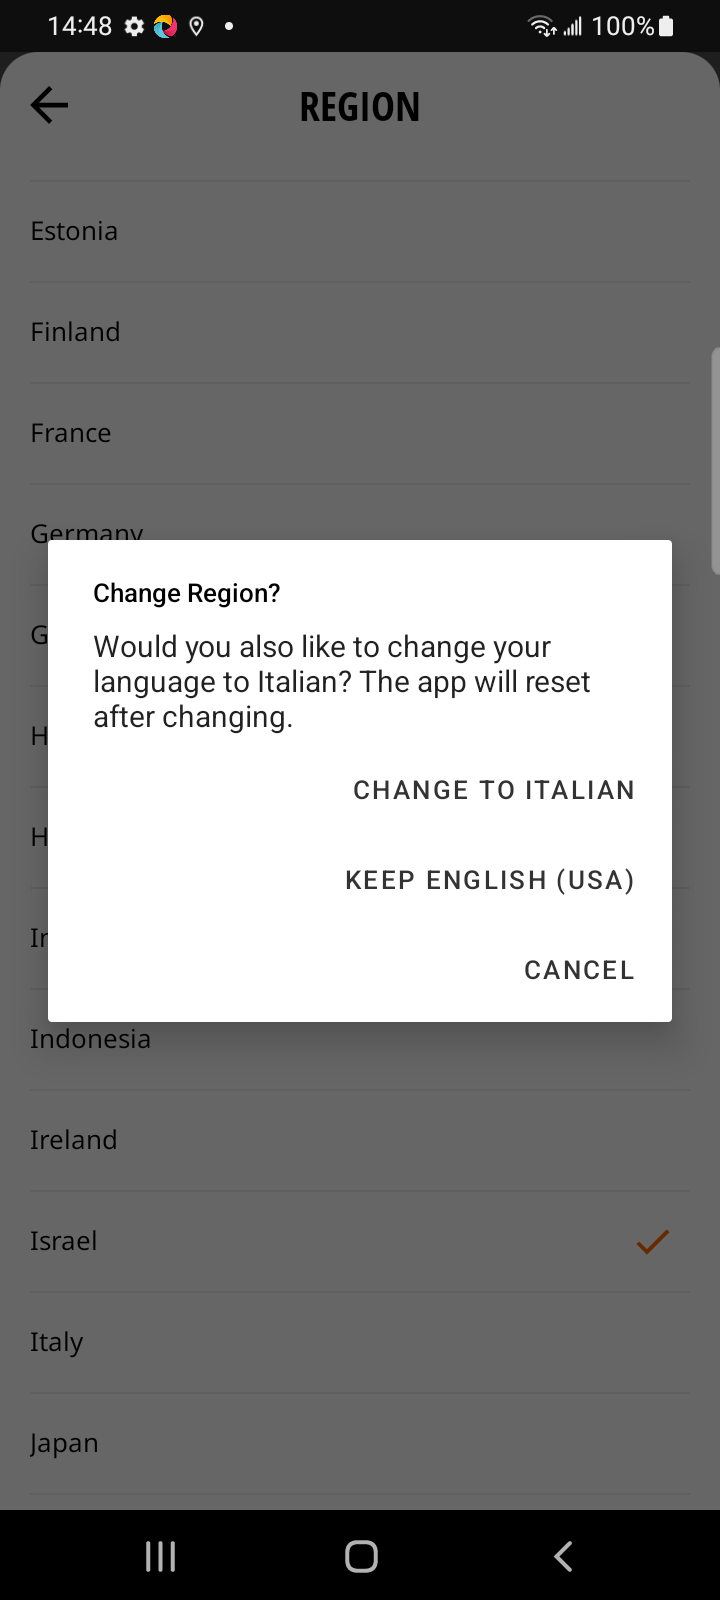 14:48
100%
REGION
Estonia
Finland
France
Germany
Change Region?
Would you also like to change your
language to Italian? The app will reset
after changing.
CHANGE TO ITALIAN
KEEP ENGLISH (USA)
CANCEL
Indonesia
Ireland
Israel
Italy
Japan